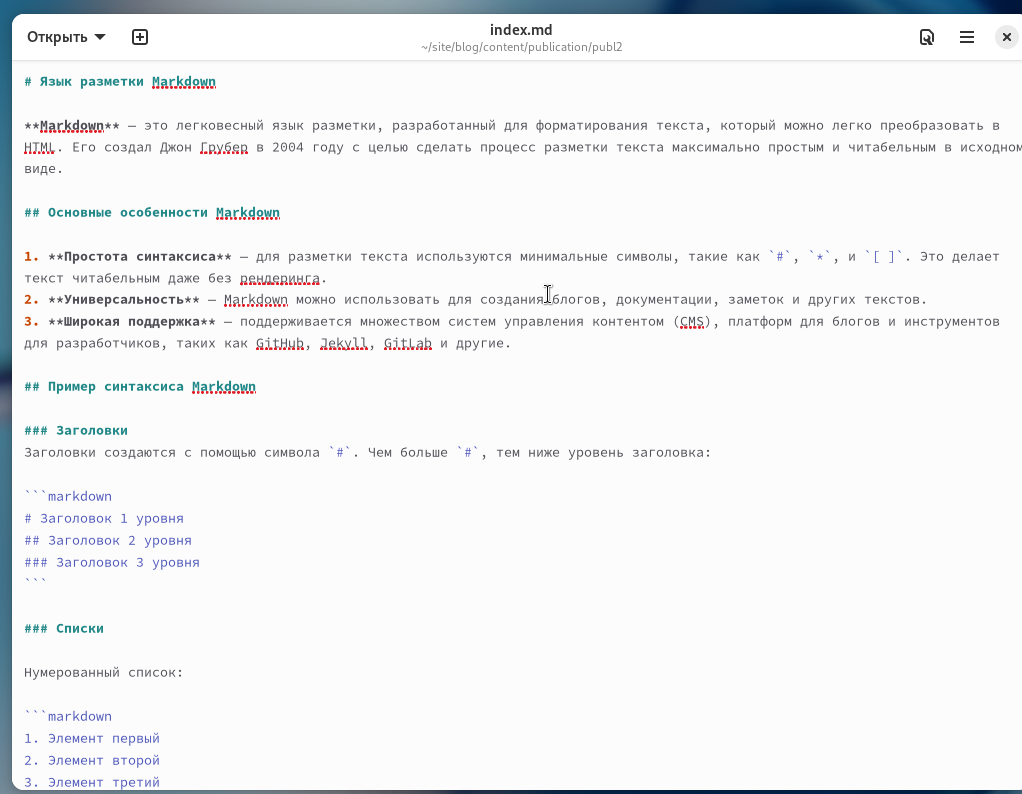 Открыть
index.md
~/site/blog/content/publication/publ2
# Язык разметки Markdown
**Markdown** — это легковесный язык разметки, разработанный для форматирования текста, который можно легко преобразовать в
HTML. Его создал Джон Грубер в 2004 году с целью сделать процесс разметки текста максимально простым и читабельным в исходном
виде.
## Основные особенности Markdown
1. **Простота синтаксиса** — для разметки текста используются минимальные символы, такие как `#`, `*`, и `[ ]`. Это делает
текст читабельным даже без рендеринга.
2. **Универсальность** — Markdown можно использовать для создания блогов, документации, заметок и других текстов.
3. **Широкая поддержка** — поддерживается множеством систем управления контентом (CMS), платформ для блогов и инструментов
для разработчиков, таких как GitHub, Jekyll, GitLab и другие.
## Пример синтаксиса Markdown
### Заголовки
Заголовки создаются с помощью символа `#`. Чем больше `#`, тем ниже уровень заголовка:
```markdown
# Заголовок 1 уровня
## Заголовок 2 уровня
### Заголовок 3 уровня
```
### Списки
Нумерованный список:
```markdown
1. Элемент первый
2. Элемент второй
3. Элемент третий